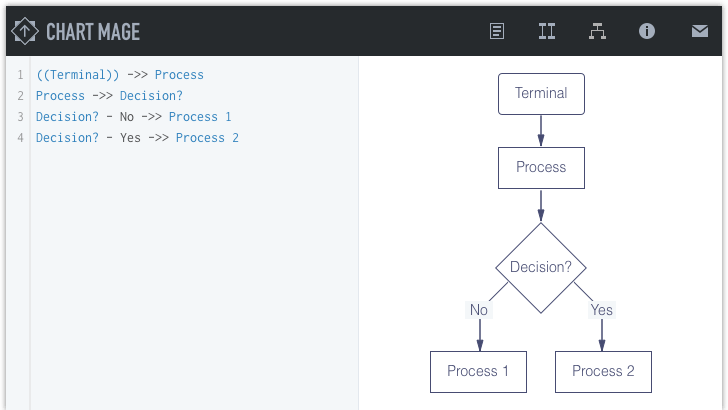 CHART MAGE
1 ((Terminal)) ->> Process
2 Process ->> Decision?
3 Decision? - No ->> Process 1
4 Decision? - Yes ->> Process 2
Terminal
Process
Decision?
No Yes
Process 1 Process 2